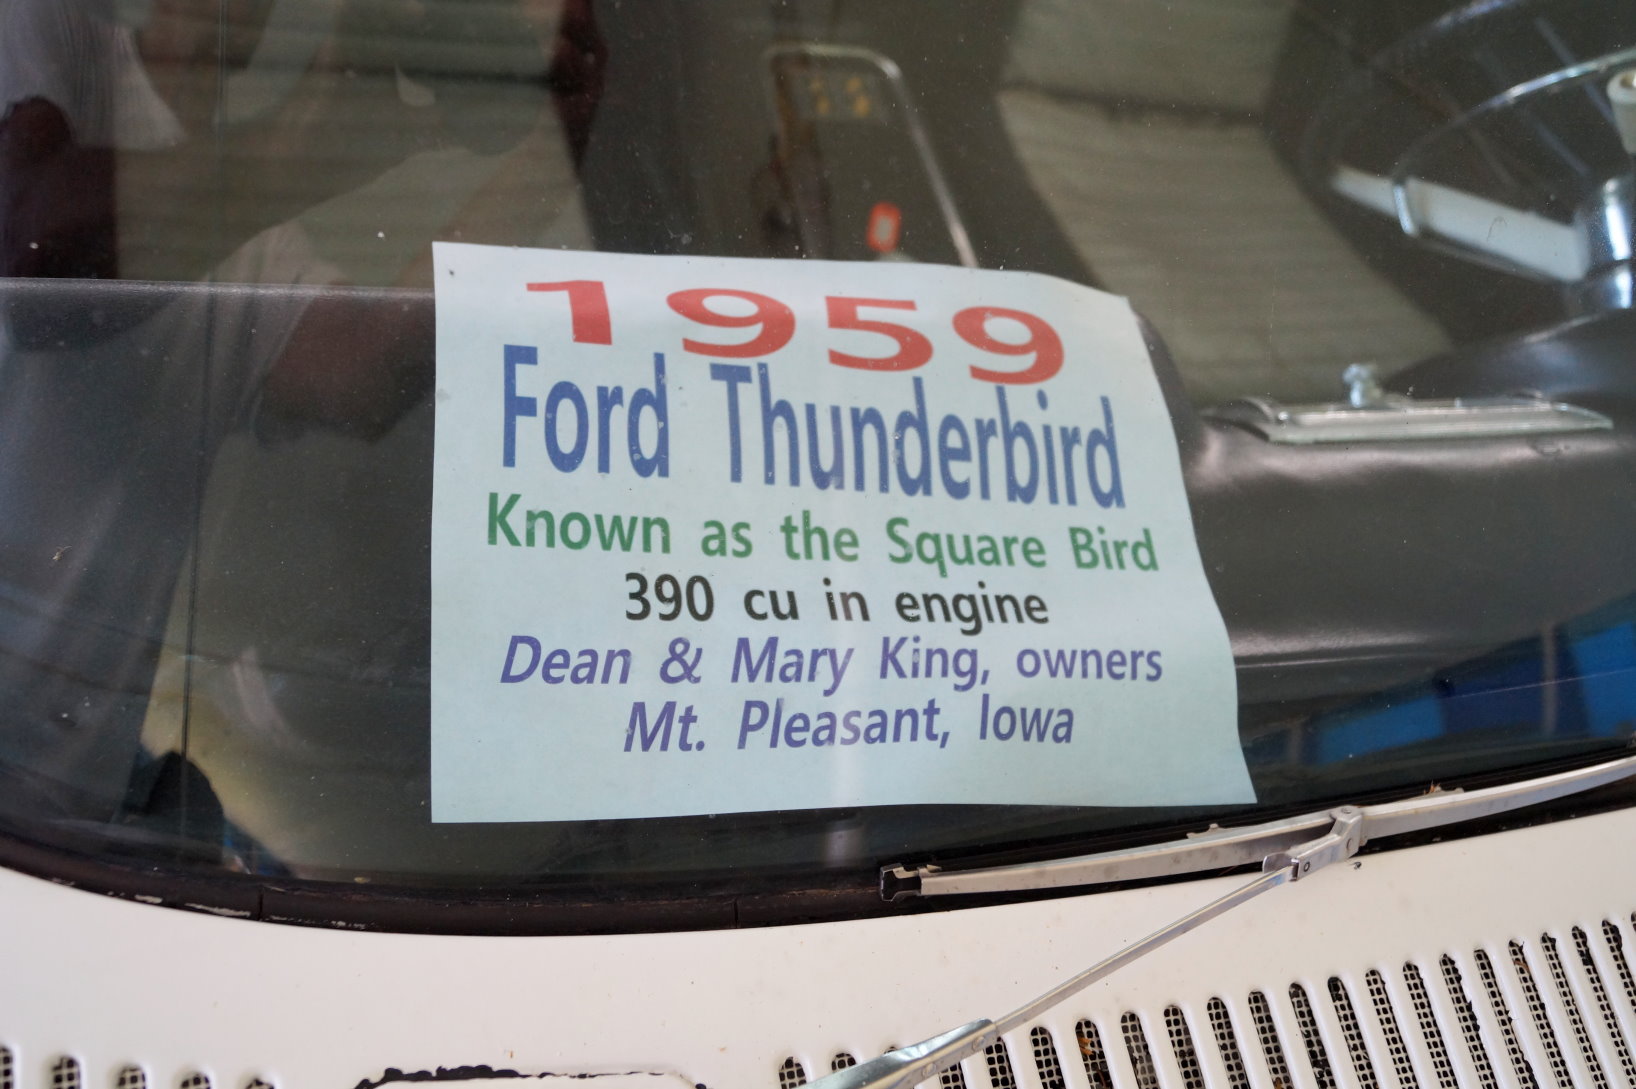 1959
Ford Thunderbird
Known as the Square Bird
390 cu in engine
Dean & Mary King, owners
Mt. Pleasant, Iowa